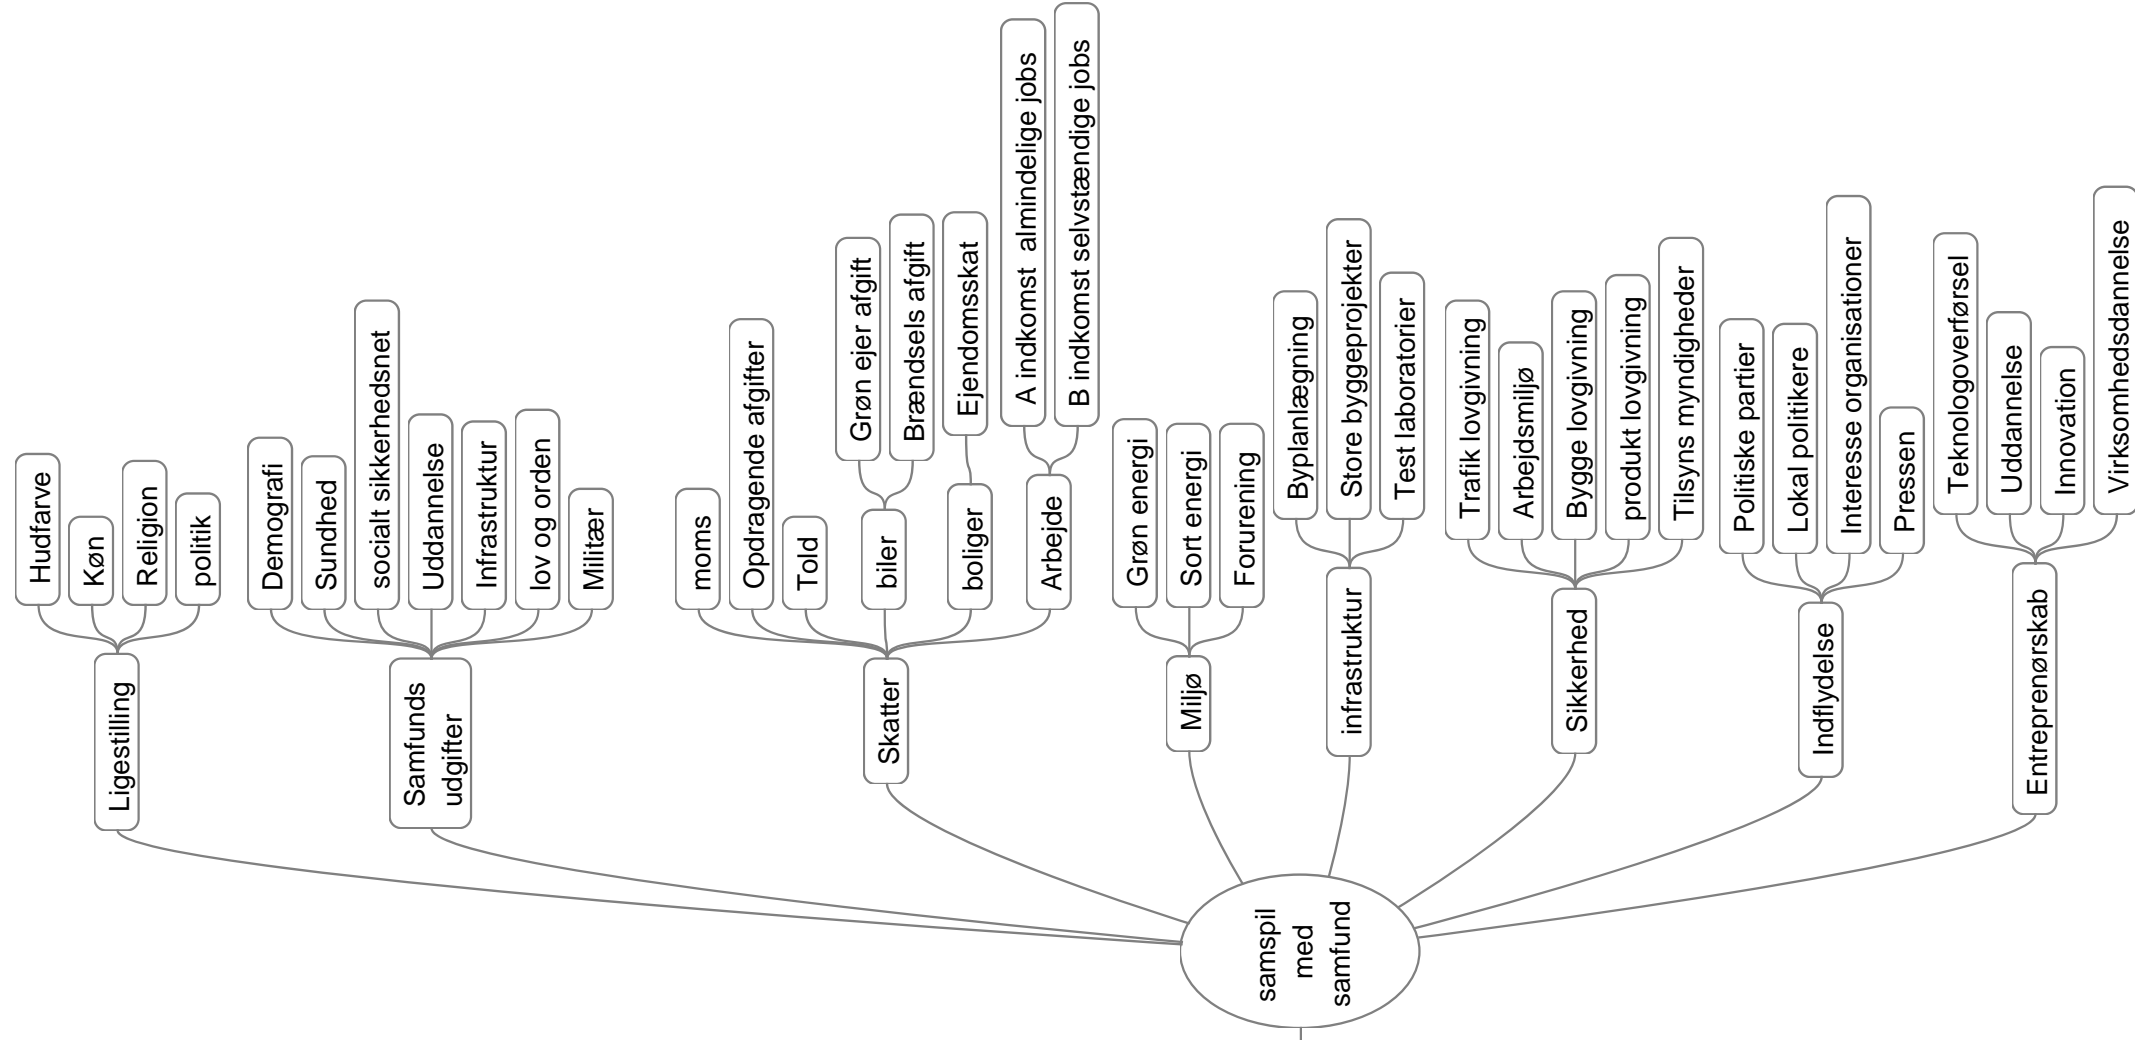 samspil
med
samfund
Ligestilling
Hudfarve
Køn
Religion
politik
Samfunds
udgifter
Demografi
Sundhed
socialt sikkerhedsnet
Uddannelse
Infrastruktur
lov og orden
Militær
Skatter
moms
Opdragende afgifter
Told
biler
Grøn ejer afgift
Brændsels afgift
boliger
Ejendomsskat
Arbejde
A indkomst  almindelige jobs
B indkomst selvstændige jobs
Miljø
Grøn energi
Sort energi
Forurening
infrastruktur
Byplanlægning
Store byggeprojekter
Test laboratorier
Sikkerhed
Trafik lovgivning
Arbejdsmiljø
Bygge lovgivning
produkt lovgivning
Tilsyns myndigheder
Indflydelse
Politiske partier
Lokal politikere
Interesse organisationer
Pressen
Entreprenørskab
Teknologoverførsel
Uddannelse
Innovation
Virksomhedsdannelse